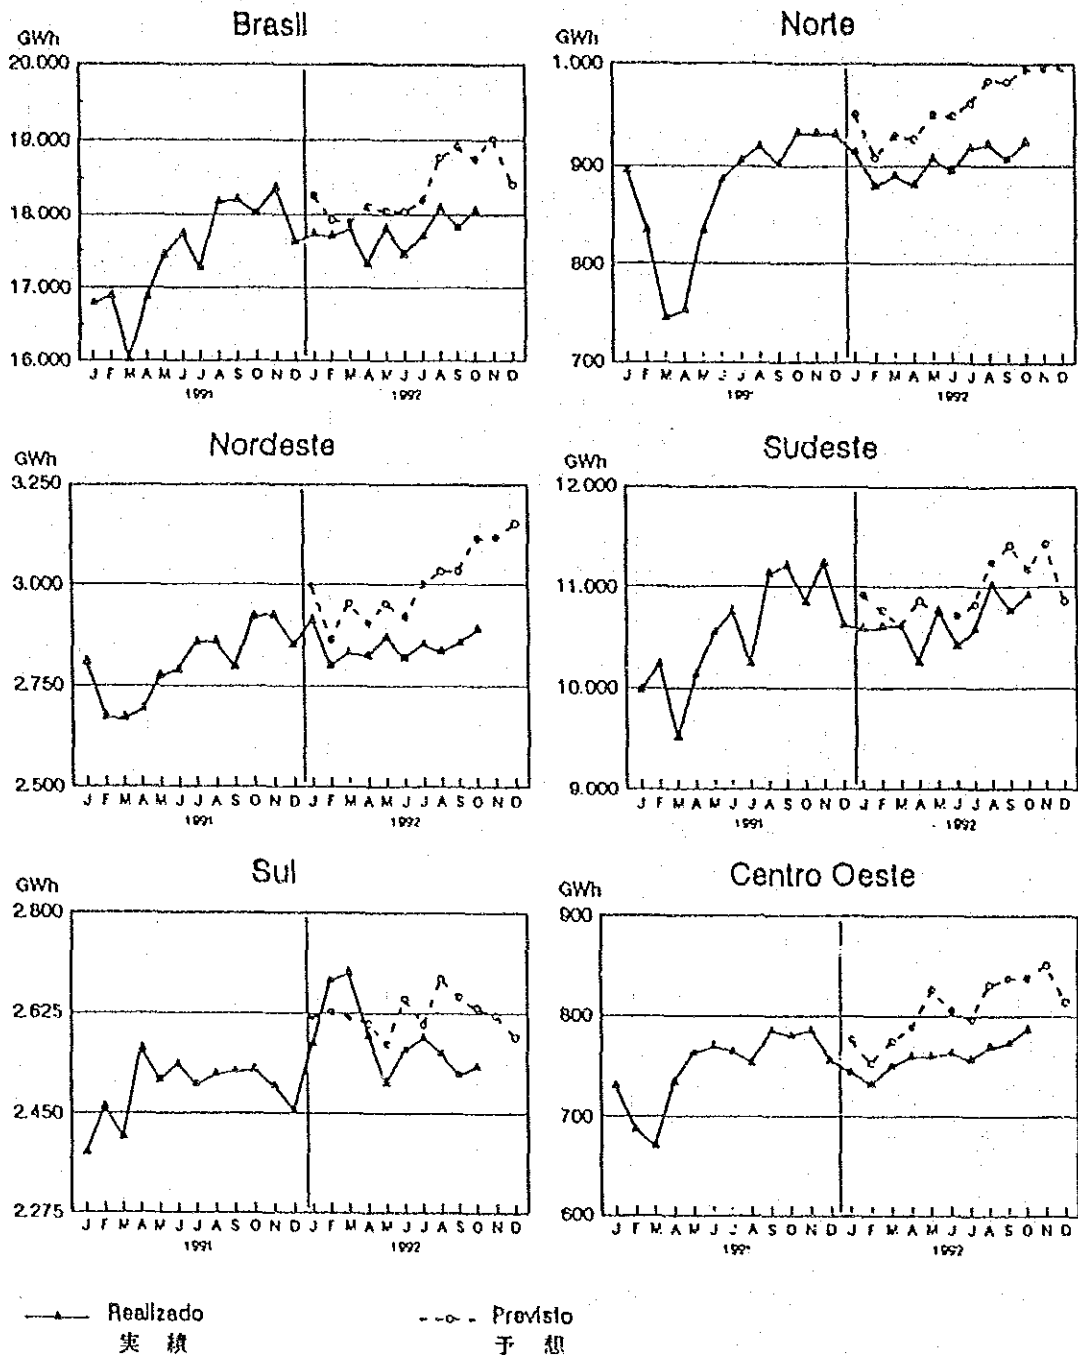 Brasil
GWh
20.000
19.000
18.000
17.000
16.000
J F M A M J J A S O N D J F M A M J J A S O N D
1991 1992
Norte
GWh
1.000
900
800
700
J F M A M J J A S O N D J F M A M J J A S O N D
1991 1992
Nordeste
GWh
3.250
3.000
2.750
2.500
J F M A M J J A S O N D J F M A M J J A S O N D
1991 1992
Sudeste
GWh
12.000
11.000
10.000
9.000
J F M A M J J A S O N D J F M A M J J A S O N D
1991 1992
Sul
GWh
2.800
2.625
2.450
2.275
J F M A M J J A S O N D J F M A M J J A S O N D
1991 1992
Centro Oeste
GWh
900
800
700
600
J F M A M J J A S O N D J F M A M J J A S O N D
1991 1992
Realizado
実績
Previsto
予想